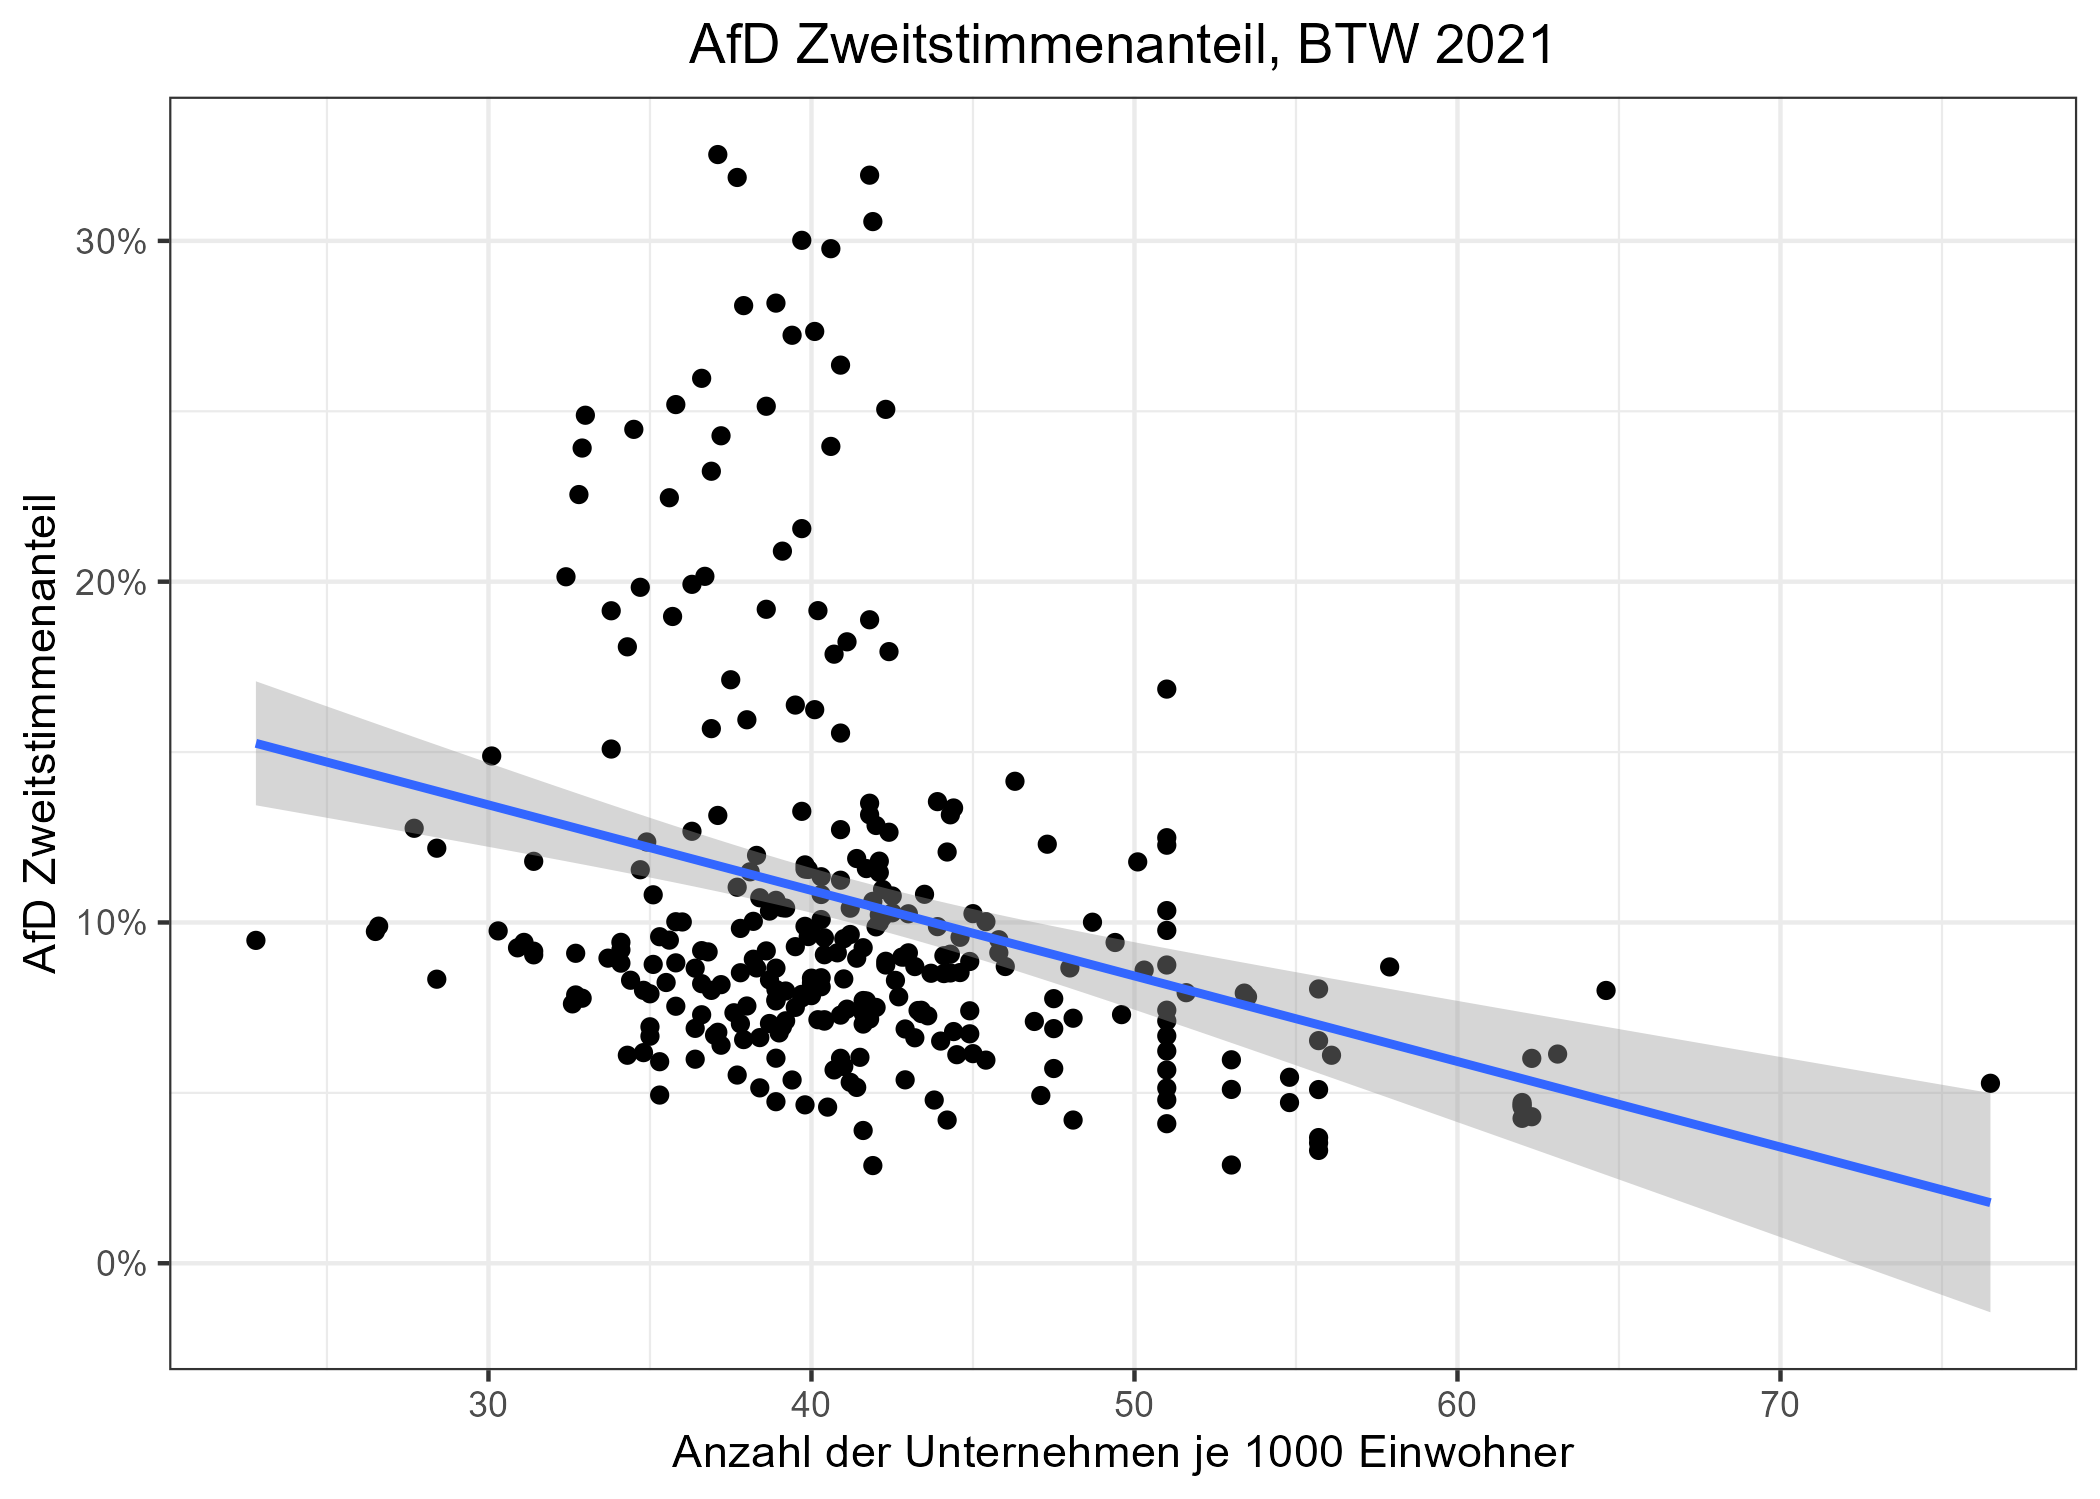 AfD Zweitstimmenanteil, BTW 2021
AfD Zweitstimmenanteil
30%
20%
10%
0%
30 40 50 60 70
Anzahl der Unternehmen je 1000 Einwohner